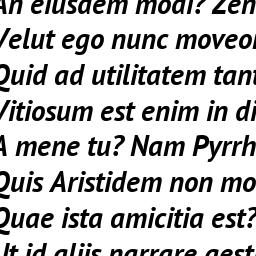 An eiusdem modi? Zen
Velut ego nunc moveor
Quid ad utilitatem tant
Vitiosum est enim in di
A mene tu? Nam Pyrrh
Quis Aristidem non mo
Quae ista amicitia est?
Ut id aliis narrare gest